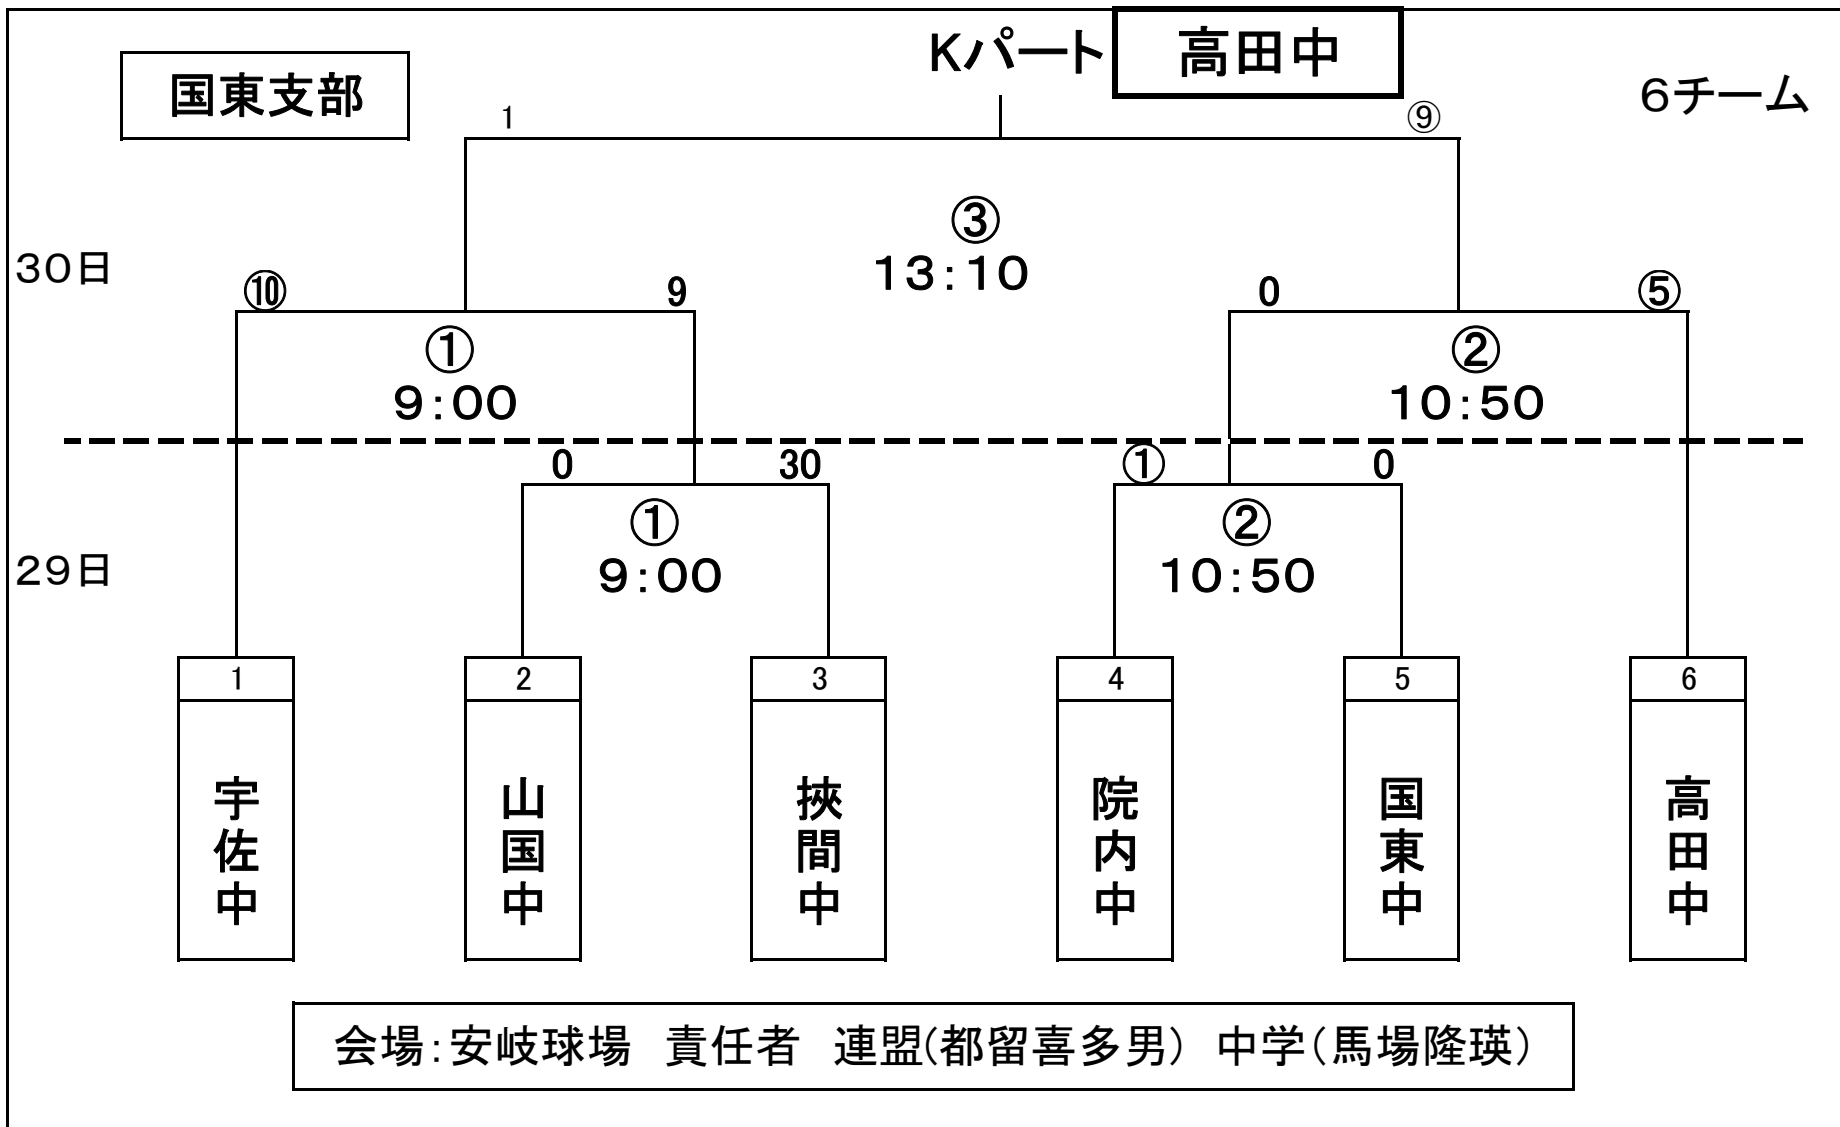 Kパート 高田中
国東支部
6チーム
1 ⑨
③
30日
13:10
⑩ 9 0 ⑤
① ②
9:00 10:50
0 30 ① 0
① ②
29日
9:00 10:50
1 2 3 4 5 6
宇佐中
山国中
挾間中
院内中
国東中
高田中
会場:安岐球場 責任者 連盟(都留喜多男) 中学(馬場隆瑛)